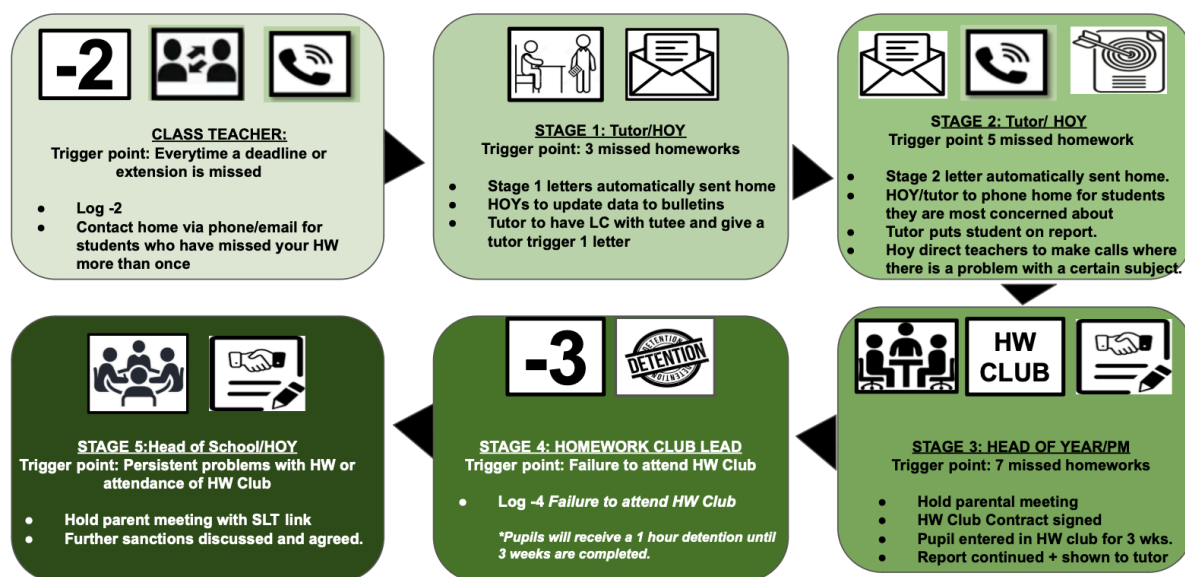 -2
CLASS TEACHER:
Trigger point: Everytime a deadline or
extension is missed
● Log -2
● Contact home via phone/email for
students who have missed your HW
more than once
STAGE 1: Tutor/HOY
Trigger point: 3 missed homeworks
● Stage 1 letters automatically sent home
● HOYs to update data to bulletins
● Tutor to have LC with tutee and give a
tutor trigger 1 letter
STAGE 2: Tutor/ HOY
Trigger point 5 missed homework
● Stage 2 letter automatically sent home.
● HOY/tutor to phone home for students
they are most concerned about
● Tutor puts student on report.
● Hoy direct teachers to make calls where
there is a problem with a certain subject.
HW
CLUB
STAGE 3: HEAD OF YEAR/PM
Trigger point: 7 missed homeworks
● Hold parental meeting
● HW Club Contract signed
● Pupil entered in HW club for 3 wks.
● Report continued + shown to tutor
-3
DETENTION
DETENTION
DETENTION
STAGE 4: HOMEWORK CLUB LEAD
Trigger point: Failure to attend HW Club
● Log -4 Failure to attend HW Club
*Pupils will receive a 1 hour detention until
3 weeks are completed.
STAGE 5:Head of School/HOY
Trigger point: Persistent problems with HW or
attendance of HW Club
● Hold parent meeting with SLT link
● Further sanctions discussed and agreed.